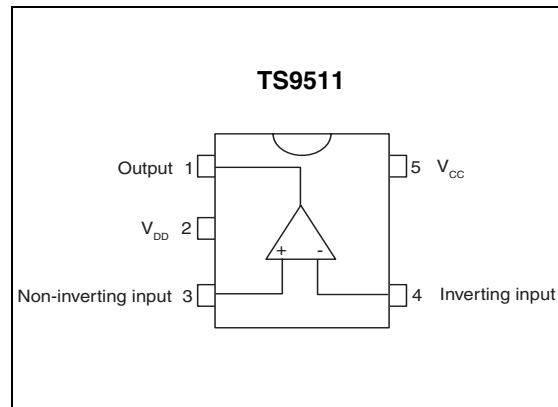 TS9511
Output 1
5 VCC
VDD 2
+ -
Non-inverting input 3
4 Inverting input